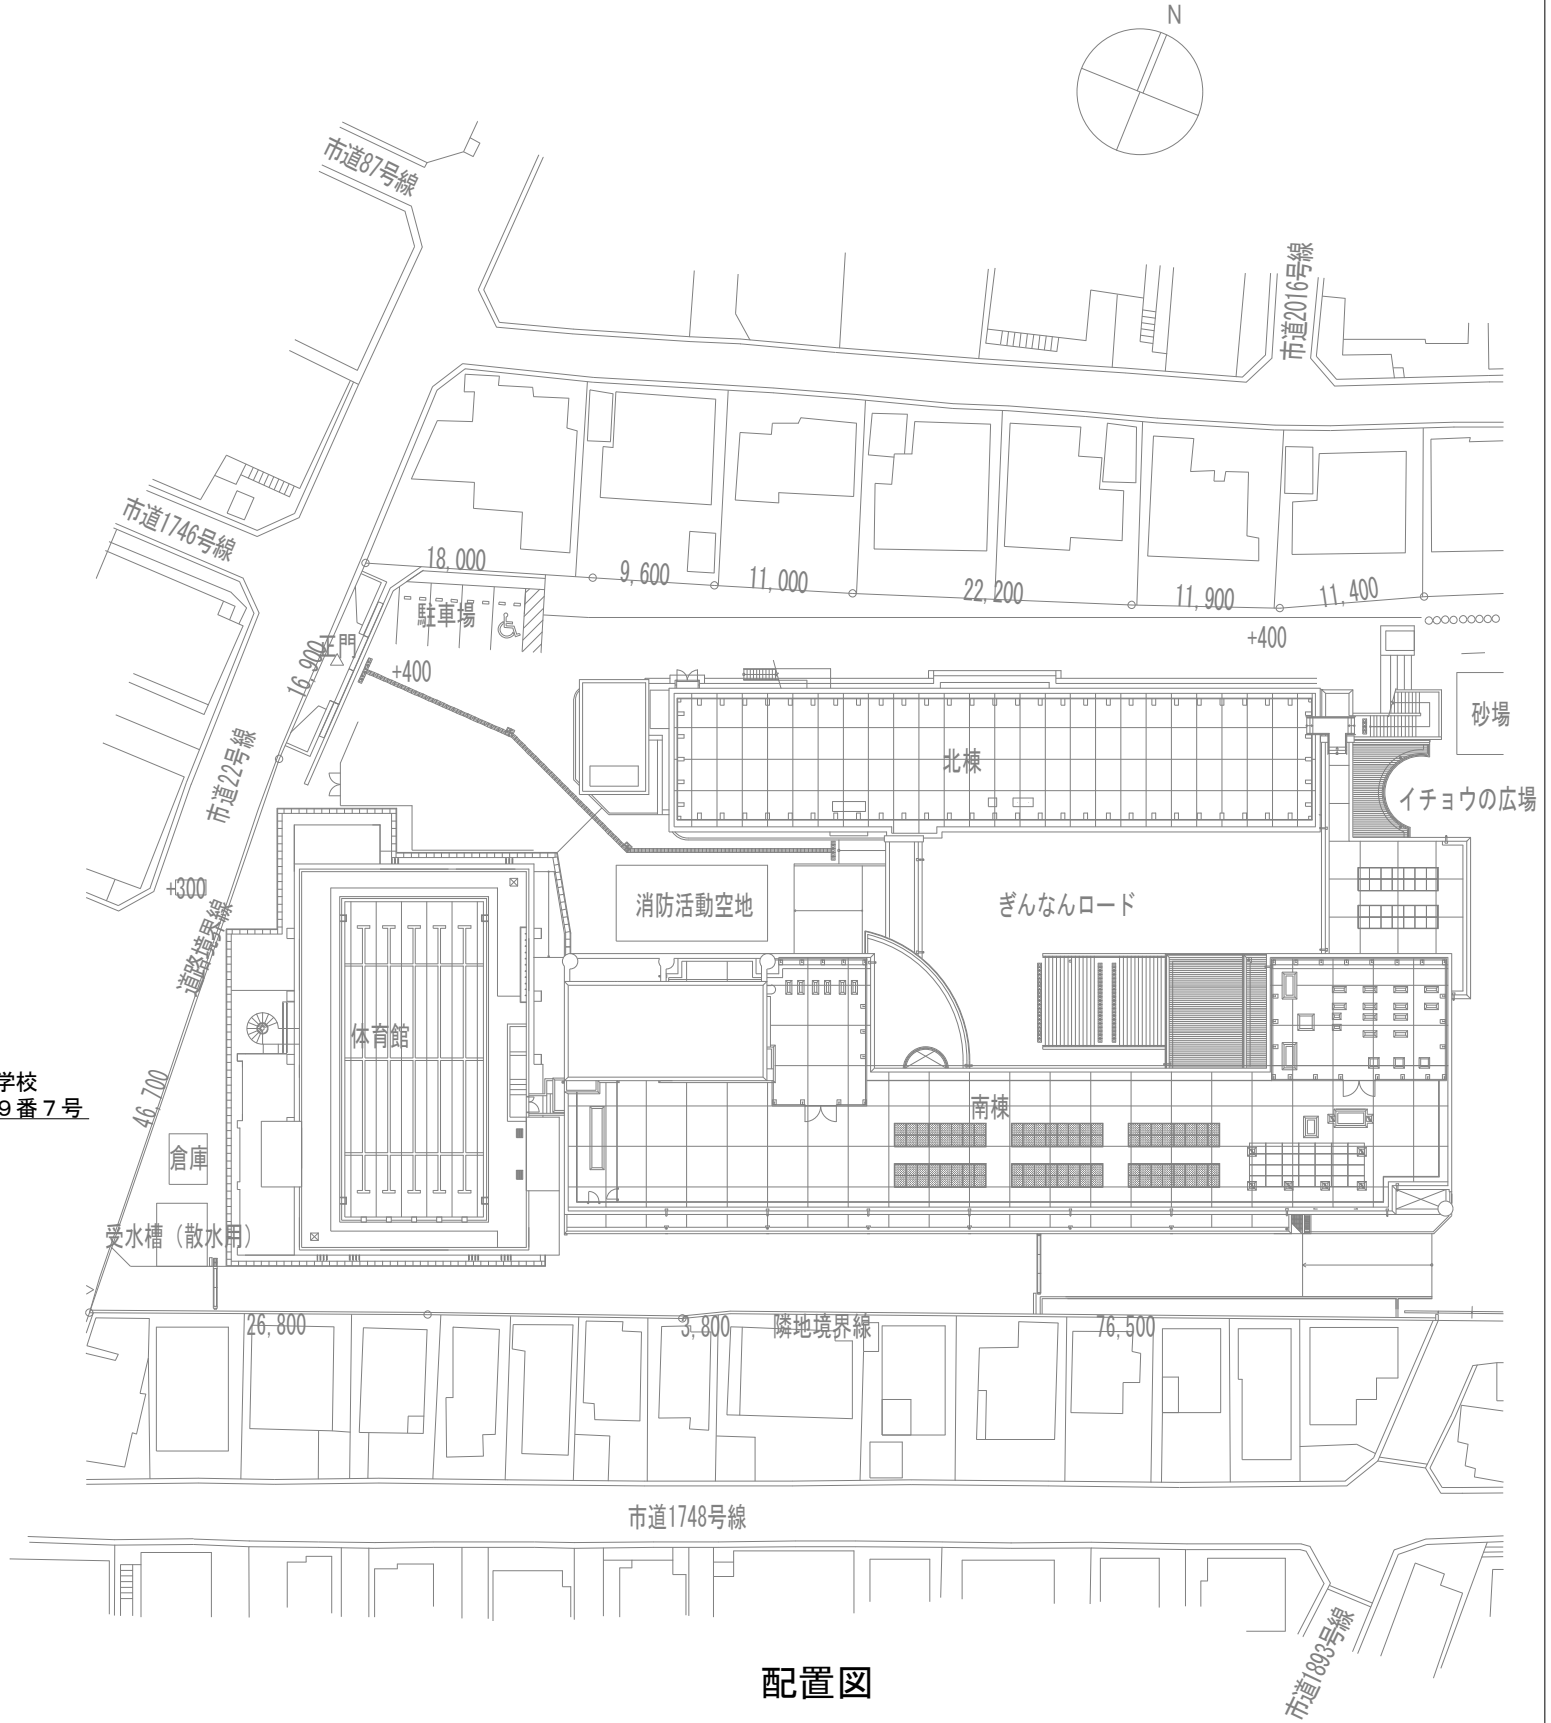 N
市道87号線
市道2016号線
市道1746号線
18,000
9,600
11,000
22,200
11,900
11,400
駐車場
正門
+400
+400
16,900
砂場
市道22号線
北棟
イチョウの広場
+300
消防活動空地
ぎんなんロード
道路境界線
体育館
学校
9番7号
46,700
南棟
倉庫
受水槽（散水用）
26,800
3,800
隣地境界線
76,500
市道1748号線
市道1893号線
配置図